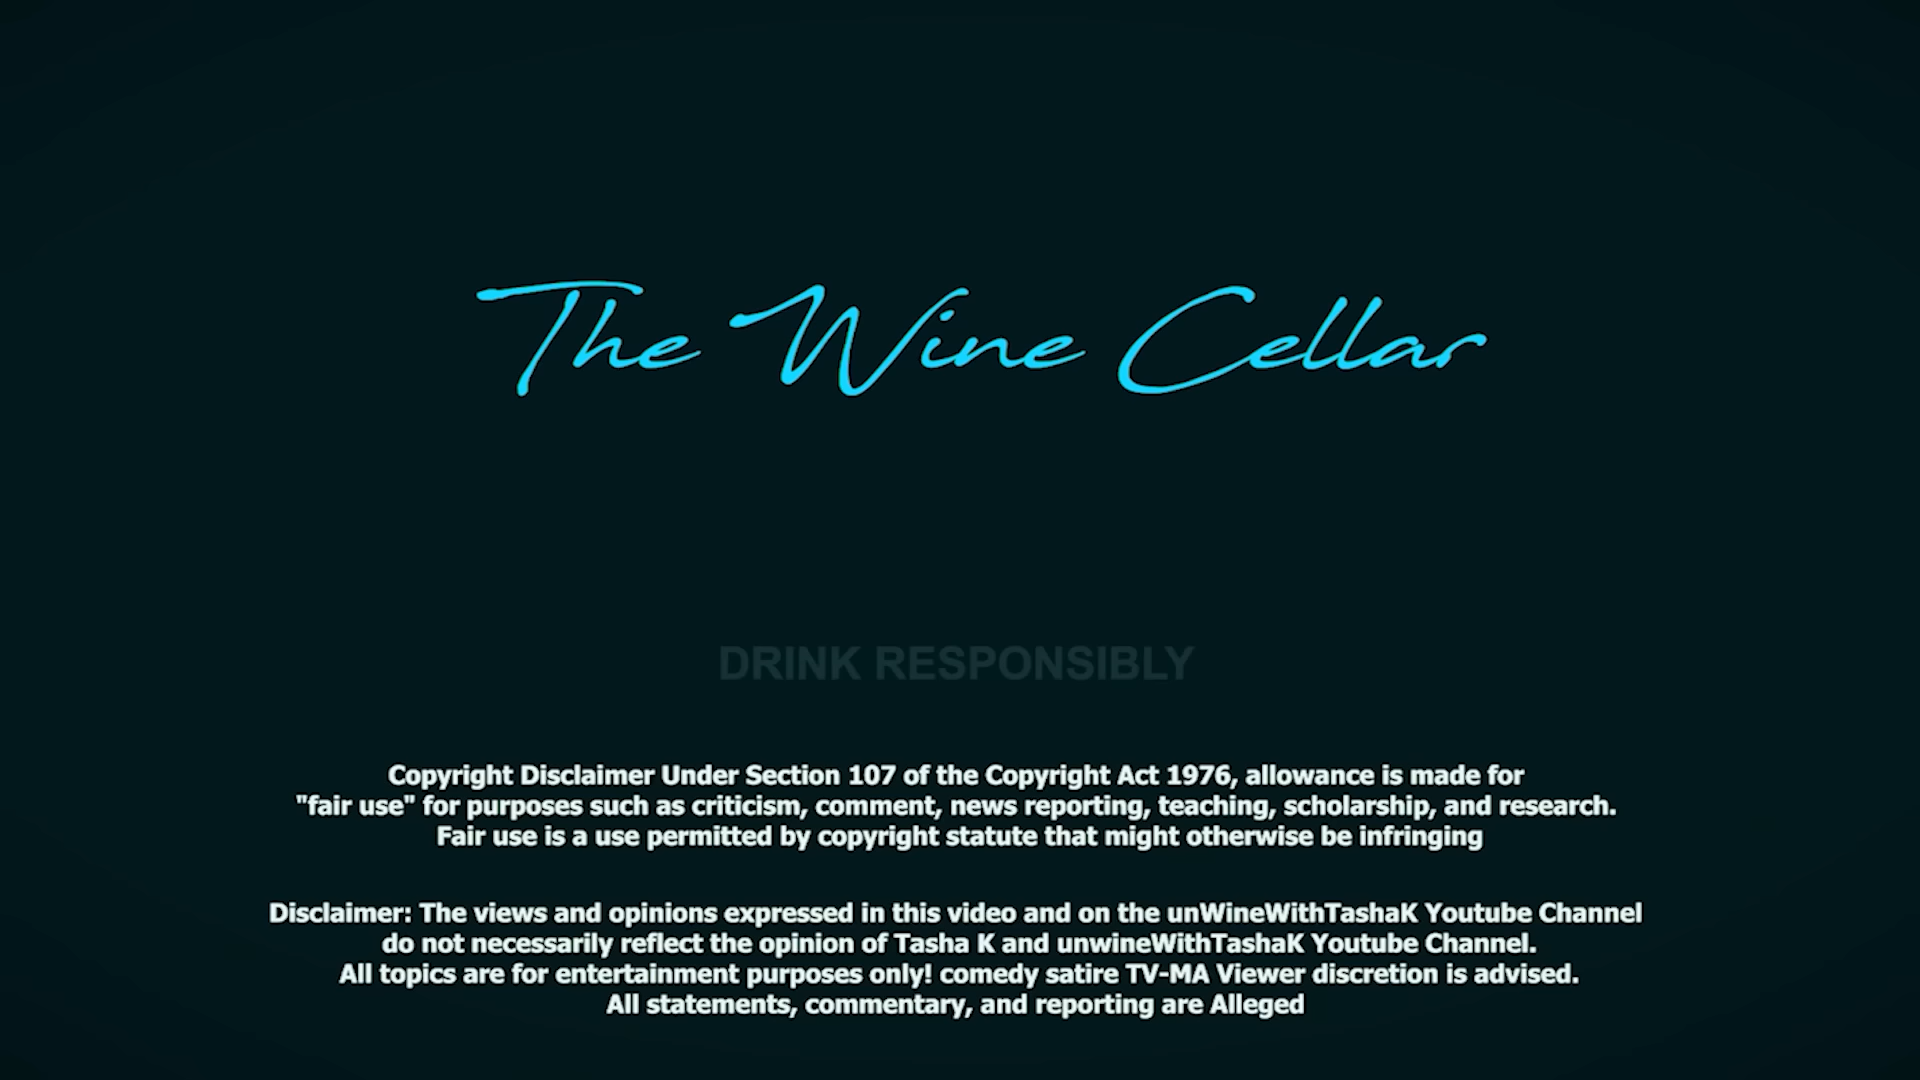 The Wine Cellar
DRINK RESPONSIBLY
Copyright Disclaimer Under Section 107 of the Copyright Act 1976, allowance is made for
"fair use" for purposes such as criticism, comment, news reporting, teaching, scholarship, and research.
Fair use is a use permitted by copyright statute that might otherwise be infringing
Disclaimer: The views and opinions expressed in this video and on the unWineWithTashaK Youtube Channel
do not necessarily reflect the opinion of Tasha K and unwineWithTashaK Youtube Channel.
All topics are for entertainment purposes only! comedy satire TV-MA Viewer discretion is advised.
All statements, commentary, and reporting are Alleged